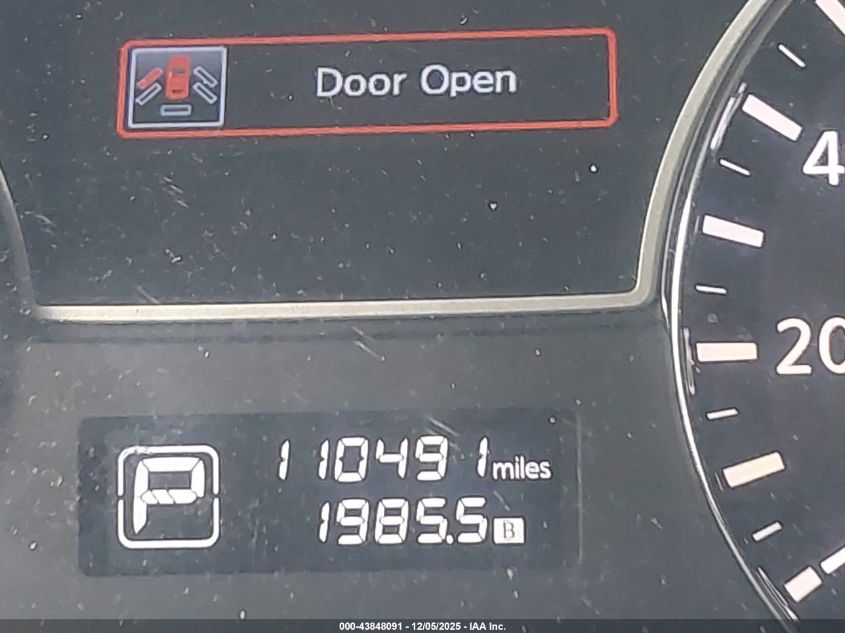 Door Open
4
20
P
110491 miles
1985.5 B
000-43848091 - 12/05/2025 - IAA Inc.